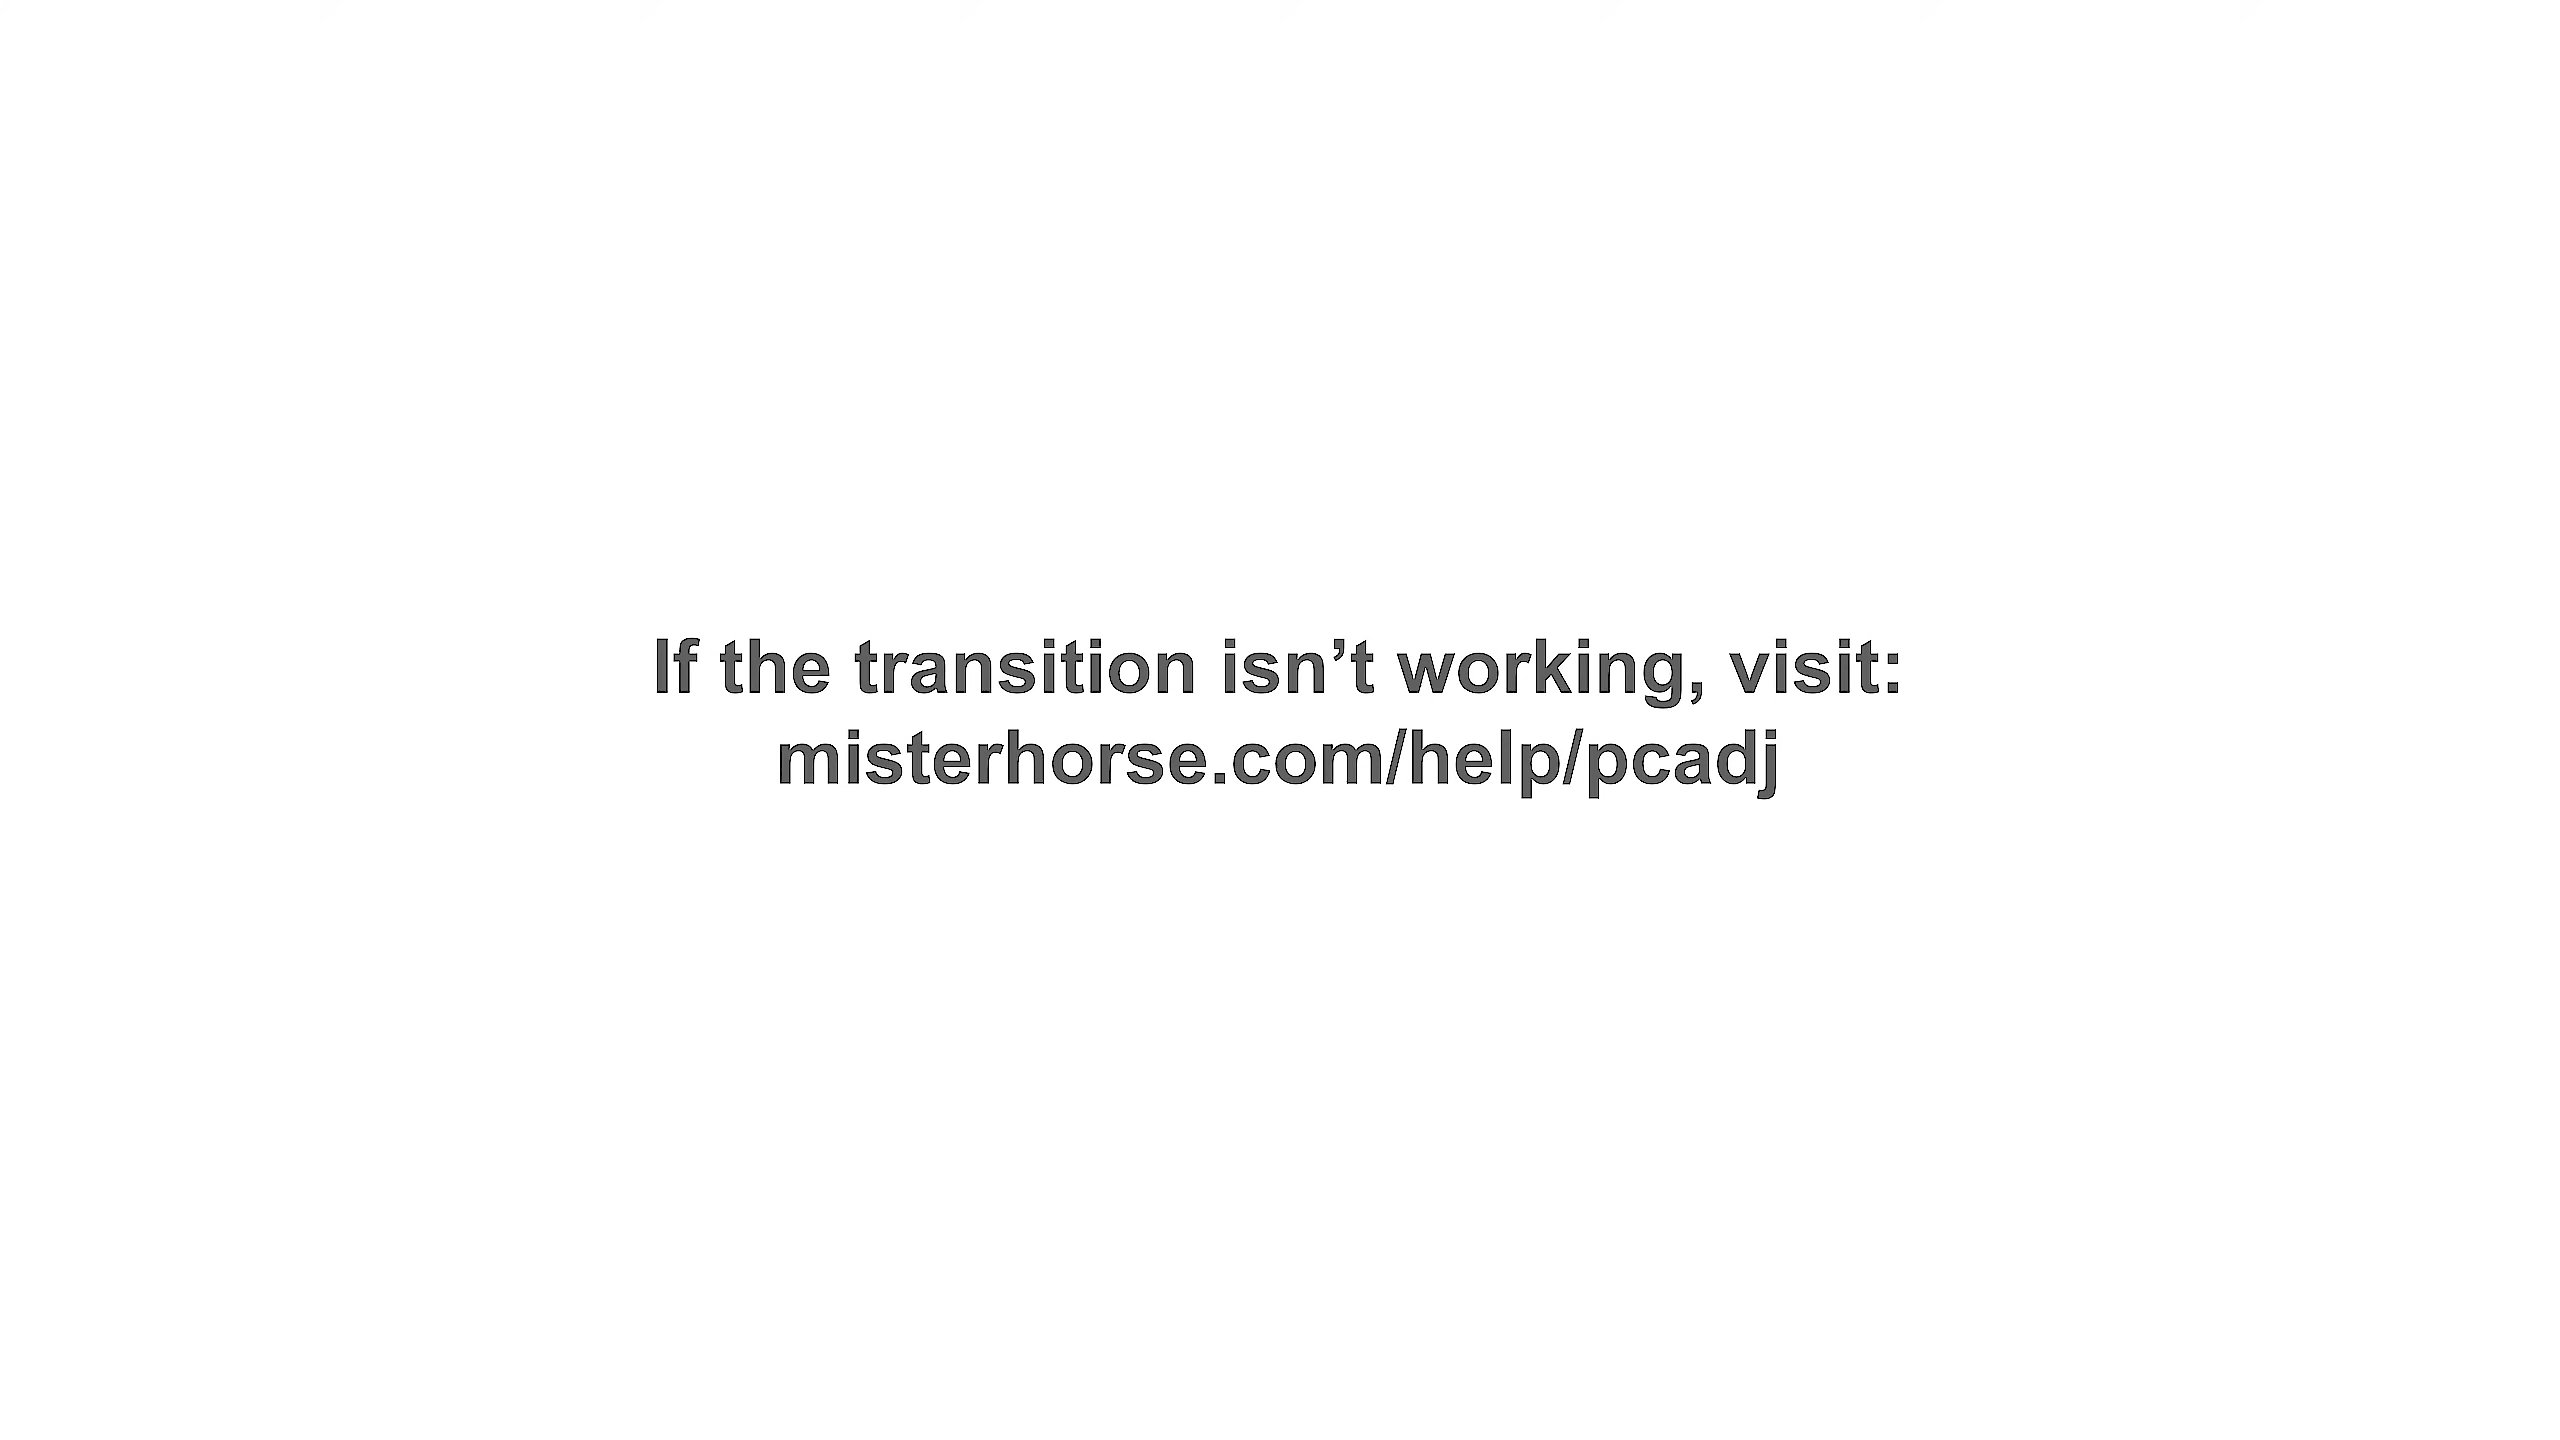 If the transition isn’t working, visit:
misterhorse.com/help/pcadj